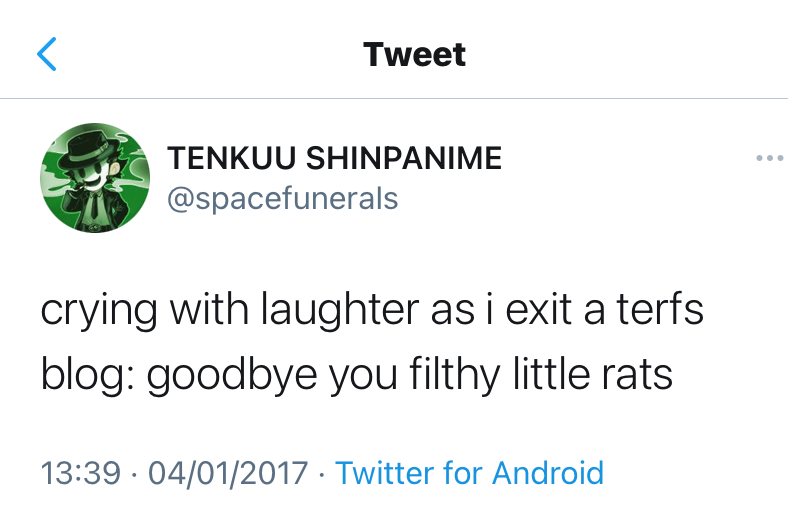 Tweet
TENKUU SHINPANIME
@spacefunerals
crying with laughter as i exit a terfs
blog: goodbye you filthy little rats
13:39 · 04/01/2017 · Twitter for Android